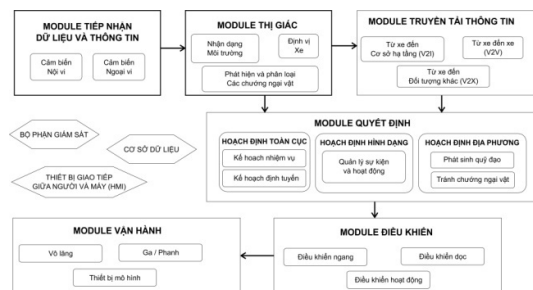 MODULE TIẾP NHẬN
DỮ LIỆU VÀ THÔNG TIN
Cảm biến
Nội vi
Cảm biến
Ngoại vi
MODULE THỊ GIÁC
Nhận dạng
Môi trường
Định vị
Xe
Phát hiện và phân loại
Các chướng ngại vật
MODULE TRUYỀN TẢI THÔNG TIN
Từ xe đến
Cơ sở hạ tầng (V2I)
Từ xe đến xe
(V2V)
Từ xe đến
Đối tượng khác (V2X)
BỘ PHẬN GIÁM SÁT
CƠ SỞ DỮ LIỆU
THIẾT BỊ GIAO TIẾP
GIỮA NGƯỜI VÀ MÁY (HMI)
MODULE QUYẾT ĐỊNH
HOẠCH ĐỊNH TOÀN CỤC
Kế hoach nhiệm vụ
Kế hoạch định tuyến
HOẠCH ĐỊNH HÌNH DẠNG
Quản lý sự kiện
và hoạt động
HOẠCH ĐỊNH ĐỊA PHƯƠNG
Phát sinh quỹ đạo
Tránh chướng ngại vật
MODULE VẬN HÀNH
Vô lăng
Ga / Phanh
Thiết bị mô hình
MODULE ĐIỀU KHIỂN
Điều khiển ngang
Điều khiển dọc
Điều khiển hoạt động